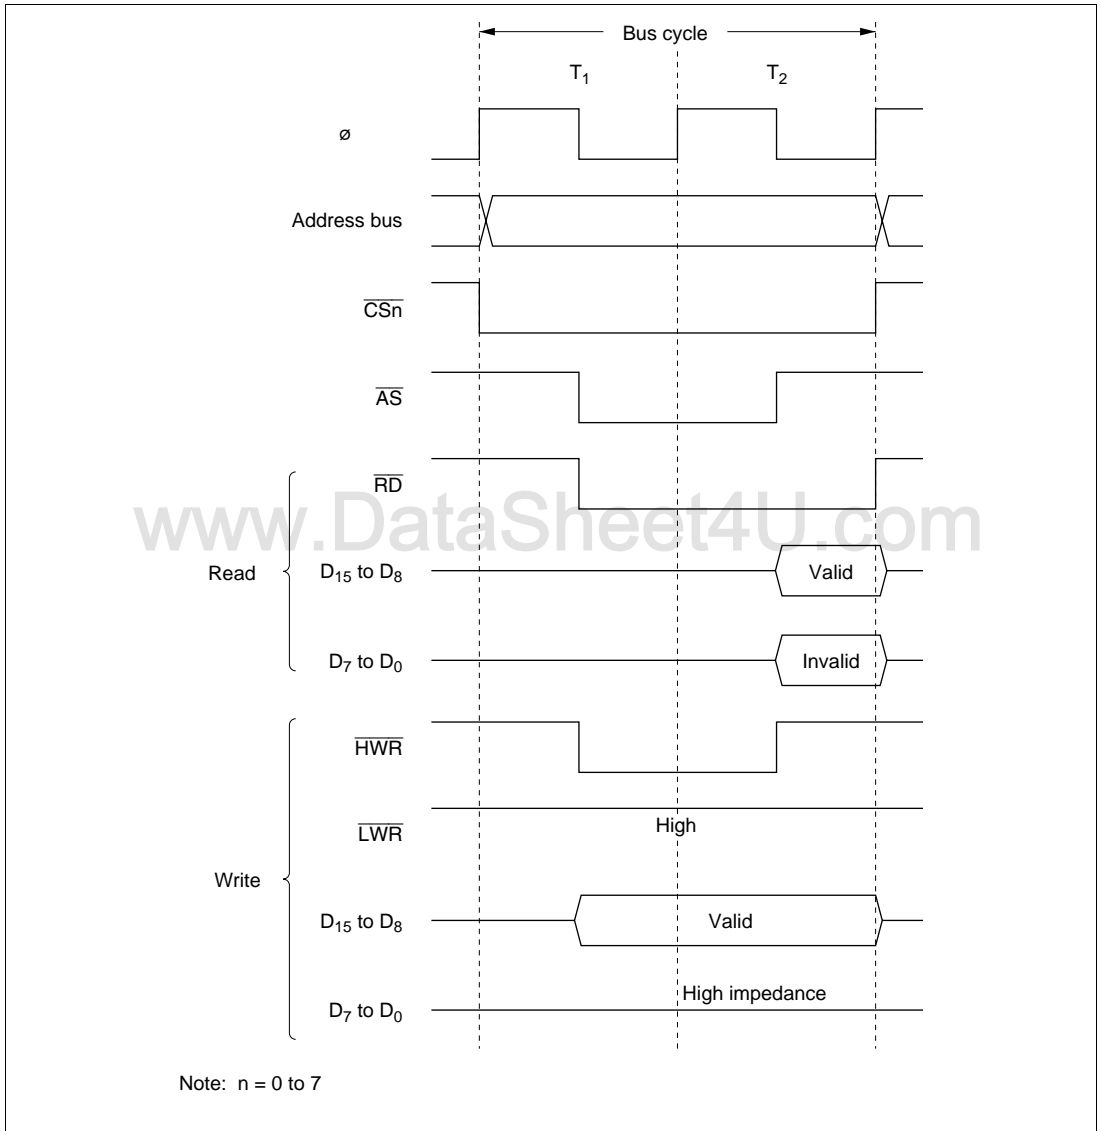 Bus cycle
T1 T2
ø
Address bus
CSn
AS
RD
www.DataSheet4U.com
Read
D15 to D8 Valid
D7 to D0 Invalid
HWR
LWR High
Write
D15 to D8 Valid
D7 to D0 High impedance
Note: n = 0 to 7